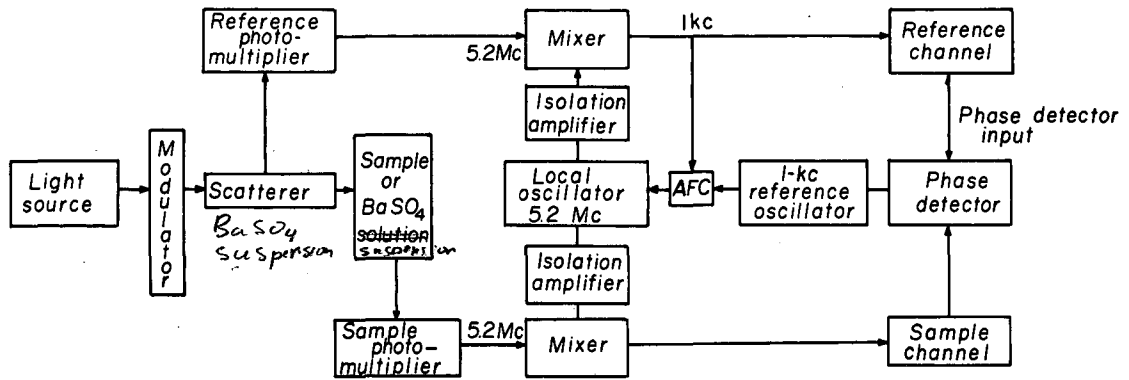 Reference
photo-
multiplier
5.2Mc
Mixer
1kc
Reference
channel
Isolation
amplifier
Phase detector
input
Modulator
Light
source
Scatterer
BaSO4
suspension
Sample
or
BaSO4
solution
suspension
Local
oscillator
5.2 Mc
AFC
1-kc
reference
oscillator
Phase
detector
Isolation
amplifier
Sample
photo-
multiplier
5.2Mc
Mixer
Sample
channel